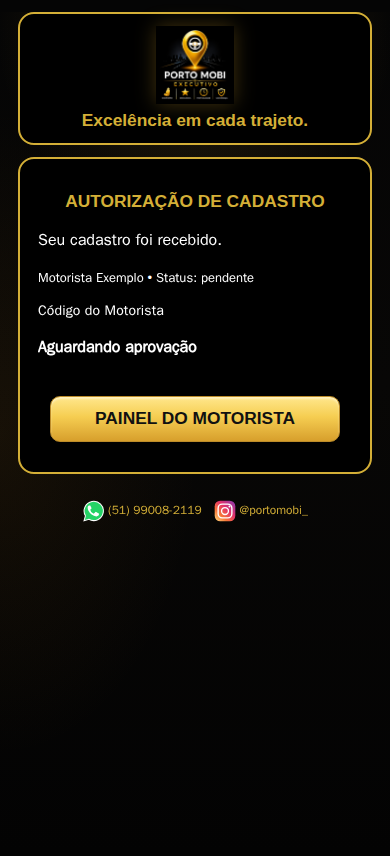 PORTO MOBI
EXECUTIVO
Excelência em cada trajeto.
AUTORIZAÇÃO DE CADASTRO
Seu cadastro foi recebido.
Motorista Exemplo • Status: pendente
Código do Motorista
Aguardando aprovação
PAINEL DO MOTORISTA
(51) 99008-2119 @portomobi_